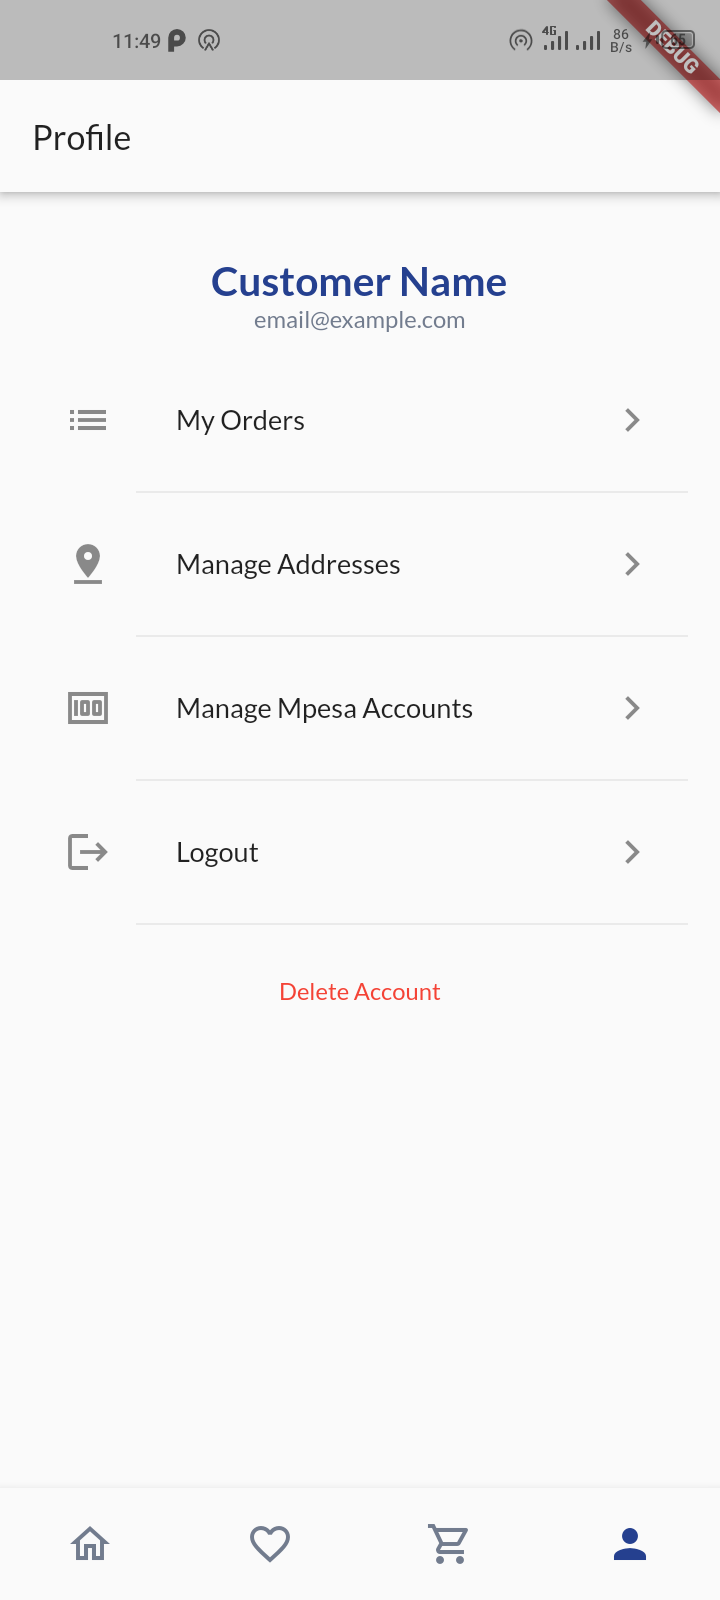 11:49
4G
86
B/s
DEBUG
Profile
Customer Name
email@example.com
My Orders
Manage Addresses
100
Manage Mpesa Accounts
Logout
Delete Account